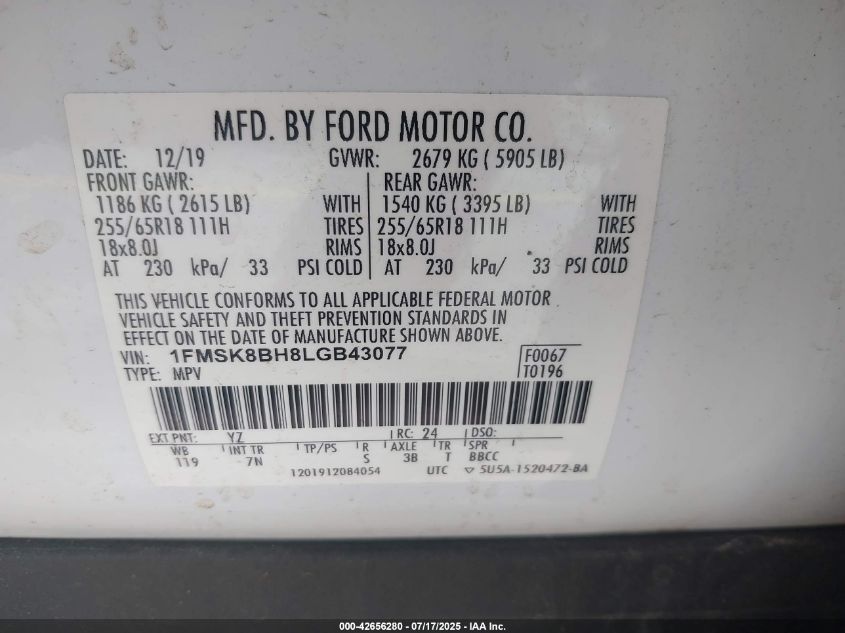 MFD. BY FORD MOTOR CO.
DATE: 12/19 GVWR: 2679 KG ( 5905 LB)
FRONT GAWR: REAR GAWR:
1186 KG ( 2615 LB) WITH 1540 KG ( 3395 LB) WITH
255/65R18 111H TIRES 255/65R18 111H TIRES
18x8.0J RIMS 18x8.0J RIMS
AT 230 kPa/ 33 PSI COLD AT 230 kPa/ 33 PSI COLD
THIS VEHICLE CONFORMS TO ALL APPLICABLE FEDERAL MOTOR
VEHICLE SAFETY AND THEFT PREVENTION STANDARDS IN
EFFECT ON THE DATE OF MANUFACTURE SHOWN ABOVE.
VIN: 1FMSK8BH8LGB43077 F0067
TYPE: MPV T0196
EXT PNT: YZ RC: 24 DSO:
WB INT TR TP/PS R AXLE TR SPR
119 7N S 3B T BBCC
1201912084054 UTC ▽ 5U5A-1520472-BA
000-42656280 - 07/17/2025 - IAA Inc.